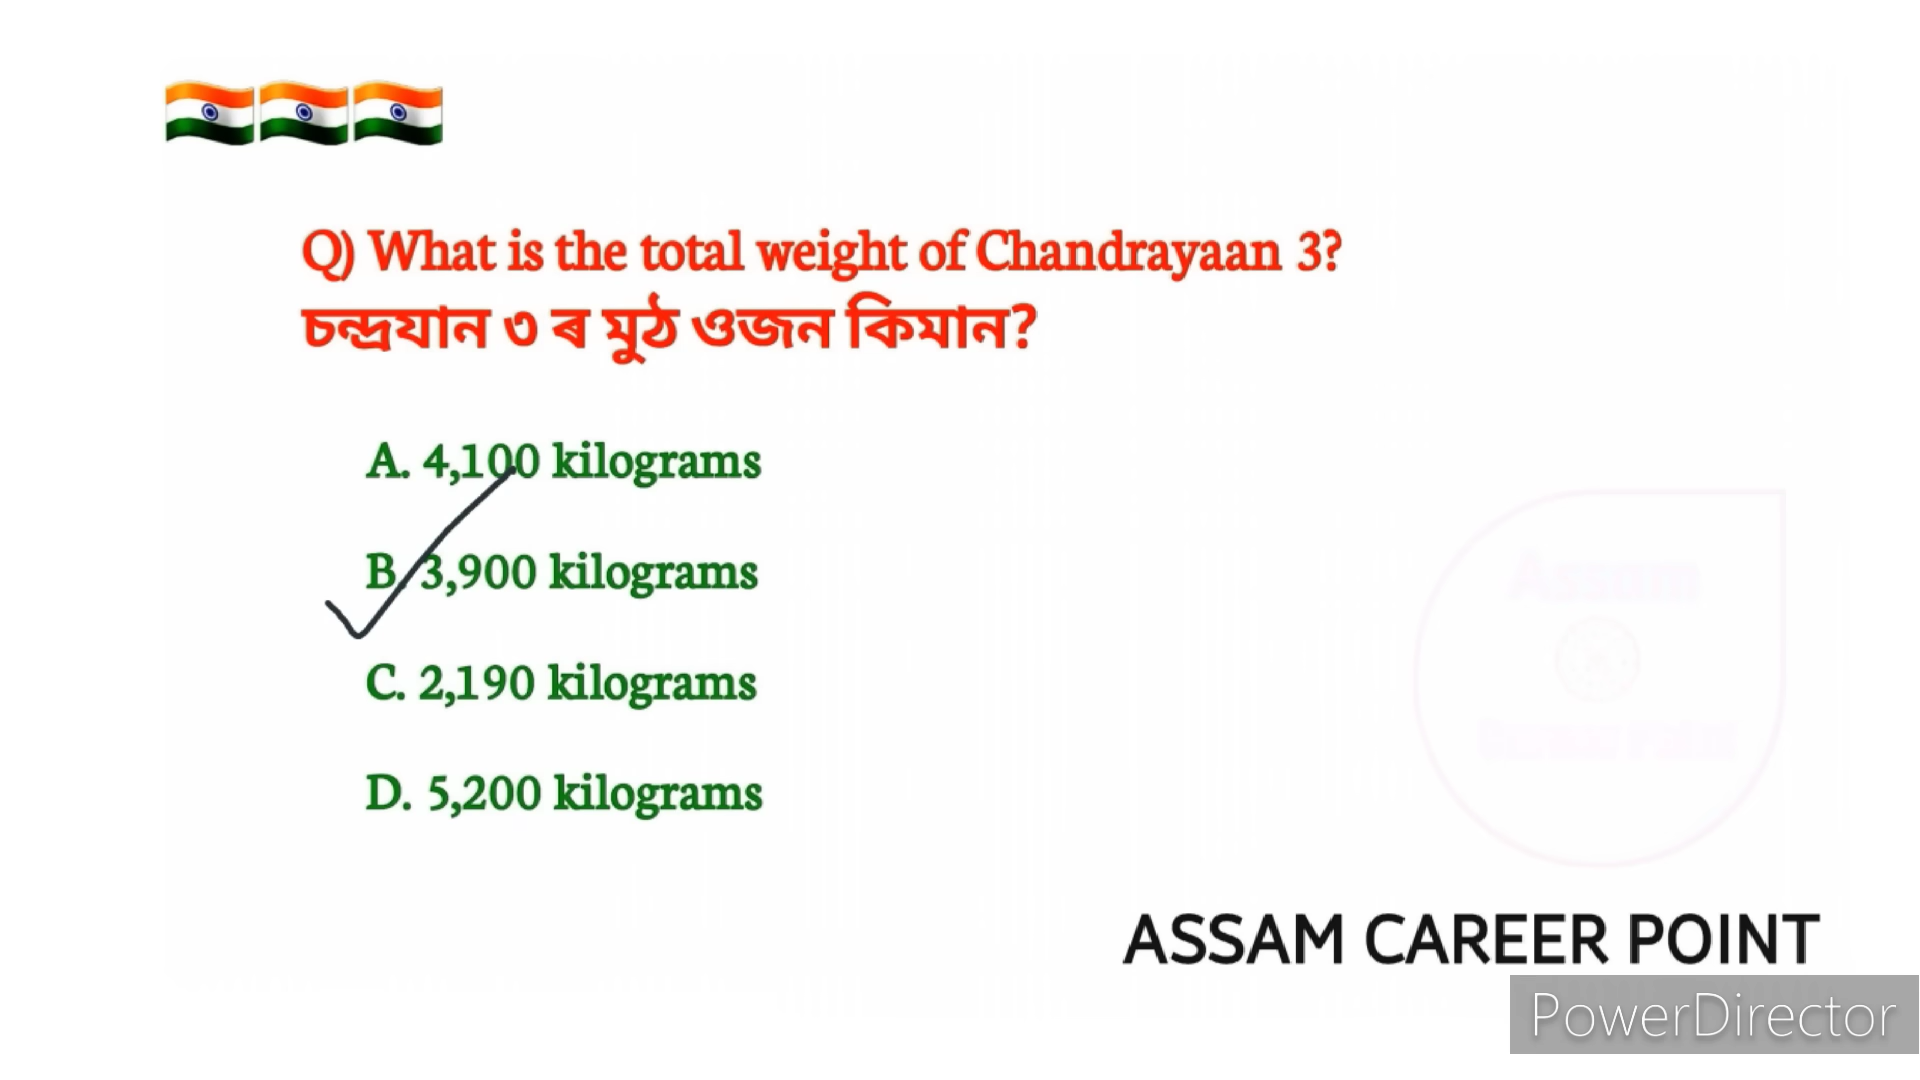 Q) What is the total weight of Chandrayaan 3?
চন্দ্ৰযান ৩ ৰ মুঠ ওজন কিমান?
A. 4,100 kilograms
B. 3,900 kilograms
C. 2,190 kilograms
D. 5,200 kilograms
Assam
ASSAM CAREER POINT
PowerDirector